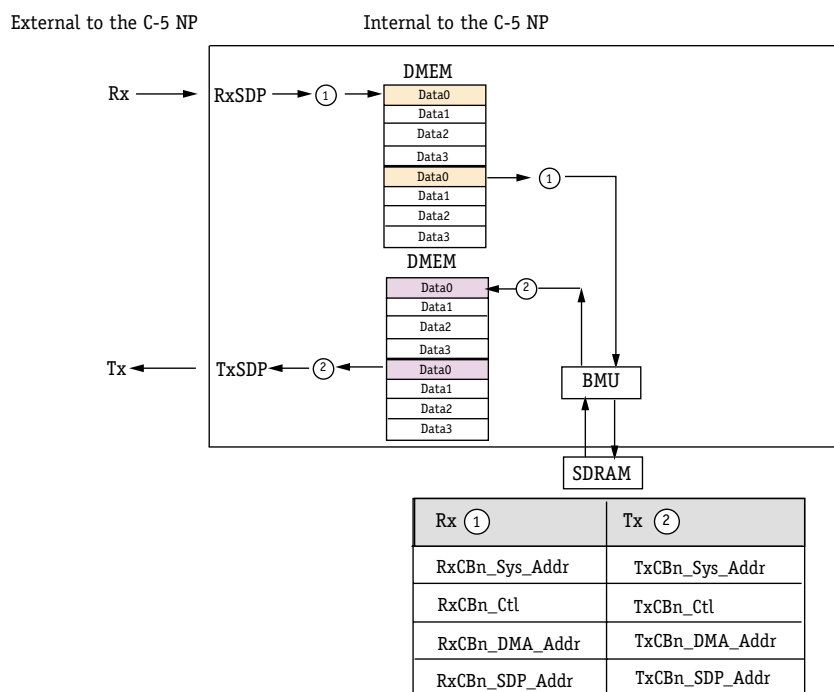 External to the C-5 NP
Internal to the C-5 NP
DMEM
Rx
RxSDP
1
Data0
Data1
Data2
Data3
Data0
1
Data1
Data2
Data3
DMEM
Data0
2
Data1
Data2
Data3
Tx
TxSDP
2
Data0
Data1
Data2
Data3
BMU
SDRAM
Rx 1
Tx 2
RxCBn_Sys_Addr
TxCBn_Sys_Addr
RxCBn_Ctl
TxCBn_Ctl
RxCBn_DMA_Addr
TxCBn_DMA_Addr
RxCBn_SDP_Addr
TxCBn_SDP_Addr